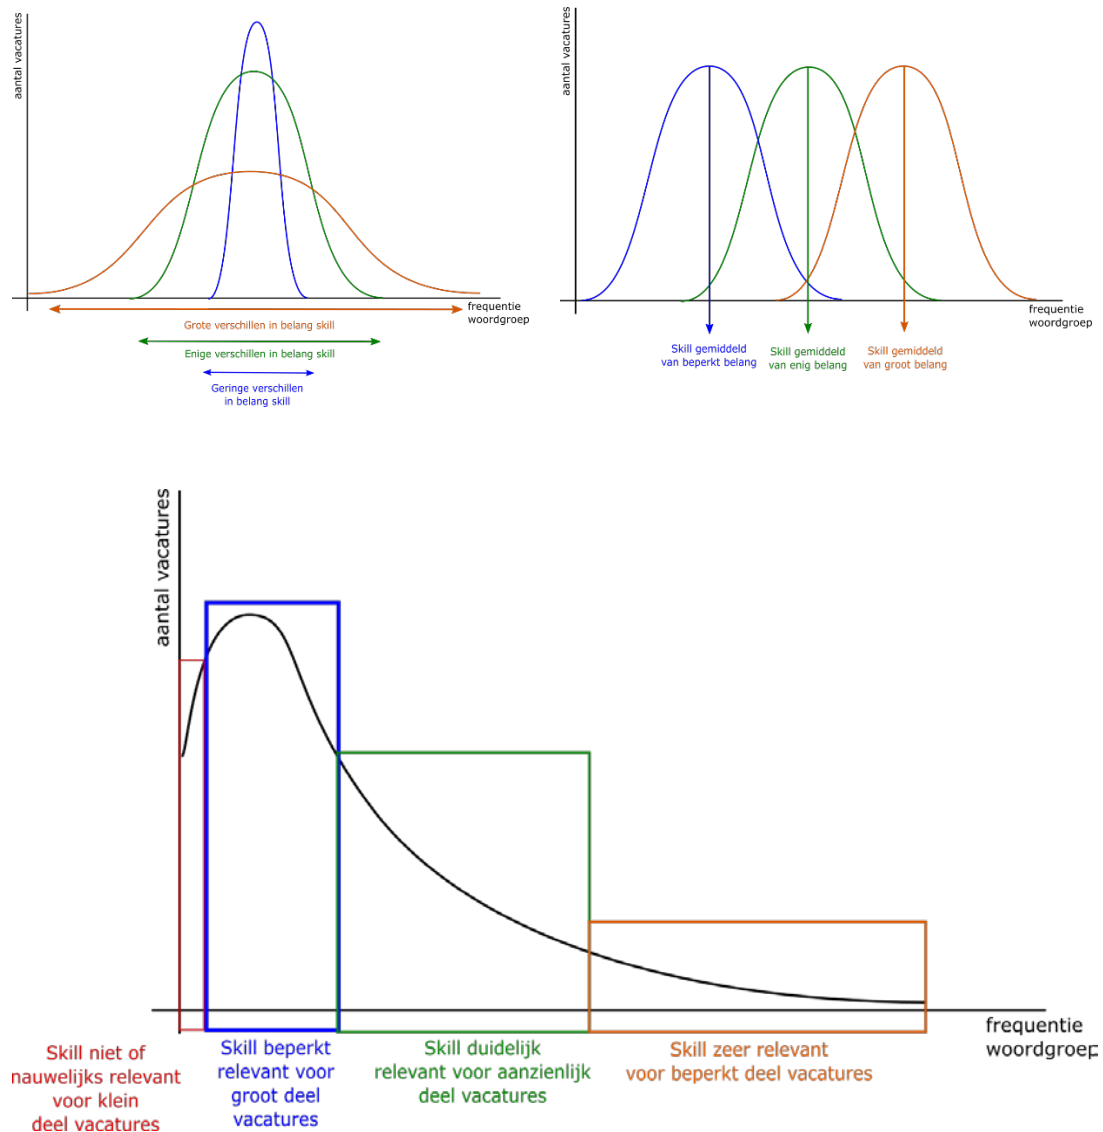 aantal vacatures
frequentie
woordgroep
Grote verschillen in belang skill
Enige verschillen in belang skill
Geringe verschillen
in belang skill
aantal vacatures
frequentie
woordgroep
Skill gemiddeld
van beperkt belang
Skill gemiddeld
van enig belang
Skill gemiddeld
van groot belang
aantal vacatures
frequentie
woordgroep
Skill niet of
nauwelijks relevant
voor klein
deel vacatures
Skill beperkt
relevant voor
groot deel
vacatures
Skill duidelijk
relevant voor aanzienlijk
deel vacatures
Skill zeer relevant
voor beperkt deel vacatures